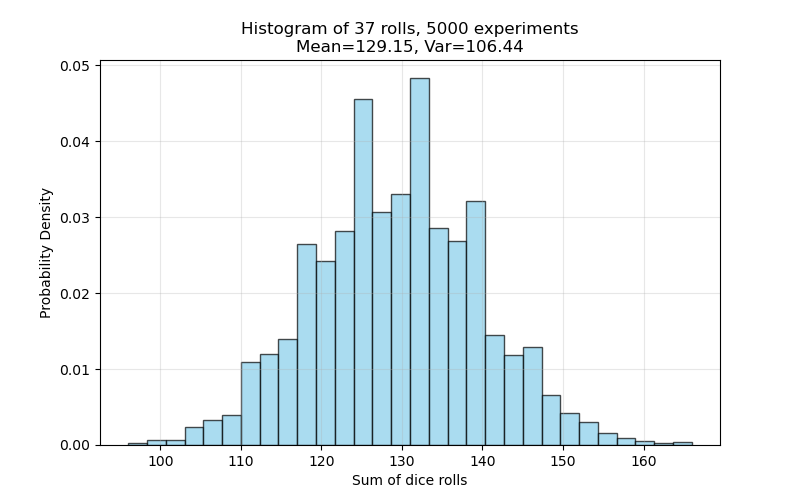 Histogram of 37 rolls, 5000 experiments
Mean=129.15, Var=106.44
0.05
0.04
0.03
0.02
0.01
0.00
Probability Density
100 110 120 130 140 150 160
Sum of dice rolls